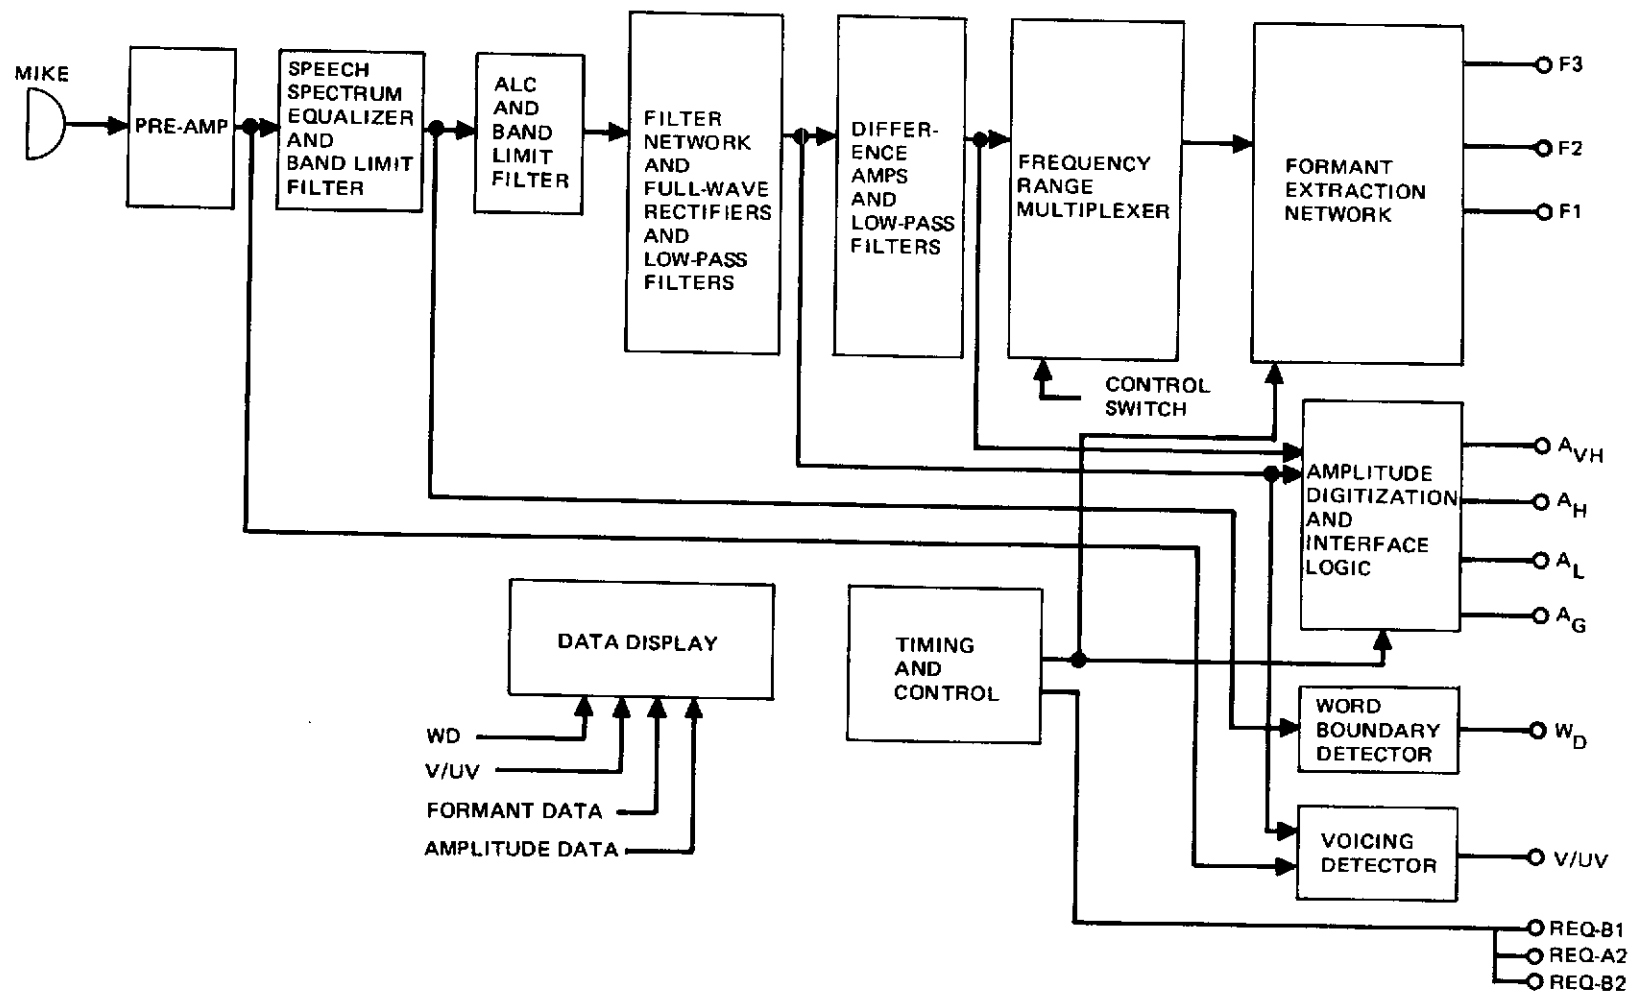 MIKE
PRE-AMP
SPEECH
SPECTRUM
EQUALIZER
AND
BAND LIMIT
FILTER
ALC
AND
BAND
LIMIT
FILTER
FILTER
NETWORK
AND
FULL-WAVE
RECTIFIERS
AND
LOW-PASS
FILTERS
DIFFER-
ENCE
AMPS
AND
LOW-PASS
FILTERS
FREQUENCY
RANGE
MULTIPLEXER
FORMANT
EXTRACTION
NETWORK
F3
F2
F1
CONTROL
SWITCH
AMPLITUDE
DIGITIZATION
AND
INTERFACE
LOGIC
AVH
AH
AL
AG
DATA DISPLAY
WD
V/UV
FORMANT DATA
AMPLITUDE DATA
TIMING
AND
CONTROL
WORD
BOUNDARY
DETECTOR
WD
VOICING
DETECTOR
V/UV
REQ-B1
REQ-A2
REQ-B2